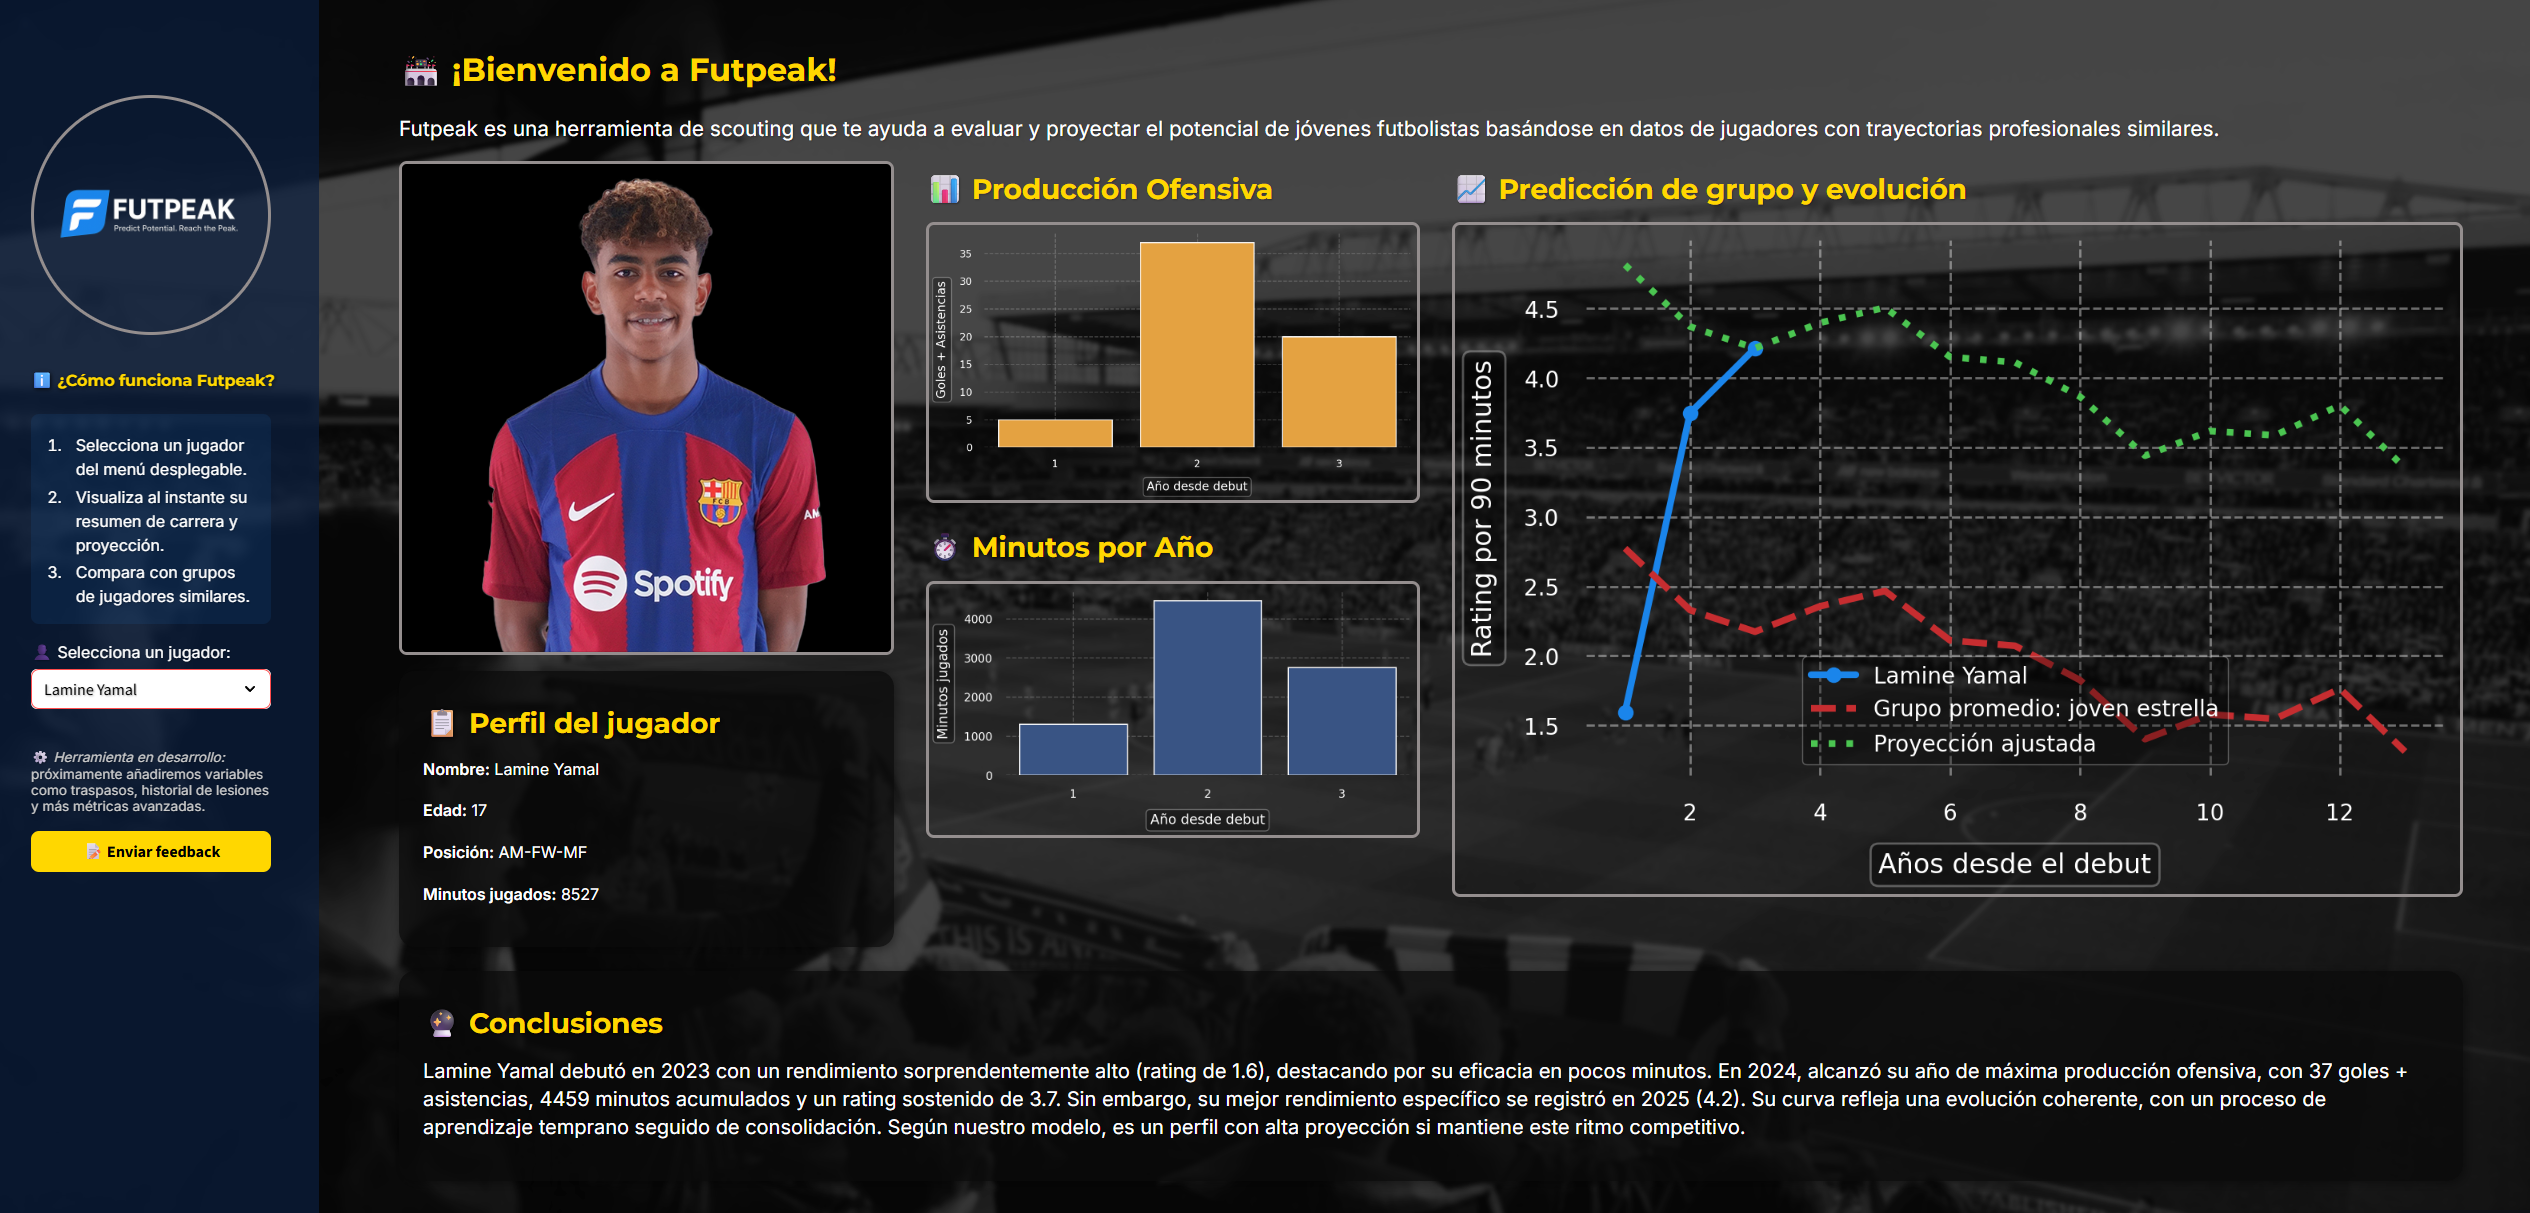 FUTPEAK
Predict Potential. Reach the Peak.
¿Cómo funciona Futpeak?
1. Selecciona un jugador
del menú desplegable.
2. Visualiza al instante su
resumen de carrera y
proyección.
3. Compara con grupos
de jugadores similares.
Selecciona un jugador:
Lamine Yamal
Herramienta en desarrollo:
próximamente añadiremos variables
como traspasos, historial de lesiones
y más métricas avanzadas.
Enviar feedback
¡Bienvenido a Futpeak!
Futpeak es una herramienta de scouting que te ayuda a evaluar y proyectar el potencial de jóvenes futbolistas basándose en datos de jugadores con trayectorias profesionales similares.
FCB
AM
Spotify
Perfil del jugador
Nombre: Lamine Yamal
Edad: 17
Posición: AM-FW-MF
Minutos jugados: 8527
Producción Ofensiva
Goles + Asistencias
35
30
25
20
15
10
5
0
1 2 3
Año desde debut
Minutos por Año
Minutos jugados
4000
3000
2000
1000
0
1 2 3
Año desde debut
Predicción de grupo y evolución
Rating por 90 minutos
4.5
4.0
3.5
3.0
2.5
2.0
1.5
Lamine Yamal
Grupo promedio: joven estrella
Proyección ajustada
2 4 6 8 10 12
Años desde el debut
THIS IS
Conclusiones
Lamine Yamal debutó en 2023 con un rendimiento sorprendentemente alto (rating de 1.6), destacando por su eficacia en pocos minutos. En 2024, alcanzó su año de máxima producción ofensiva, con 37 goles +
asistencias, 4459 minutos acumulados y un rating sostenido de 3.7. Sin embargo, su mejor rendimiento específico se registró en 2025 (4.2). Su curva refleja una evolución coherente, con un proceso de
aprendizaje temprano seguido de consolidación. Según nuestro modelo, es un perfil con alta proyección si mantiene este ritmo competitivo.